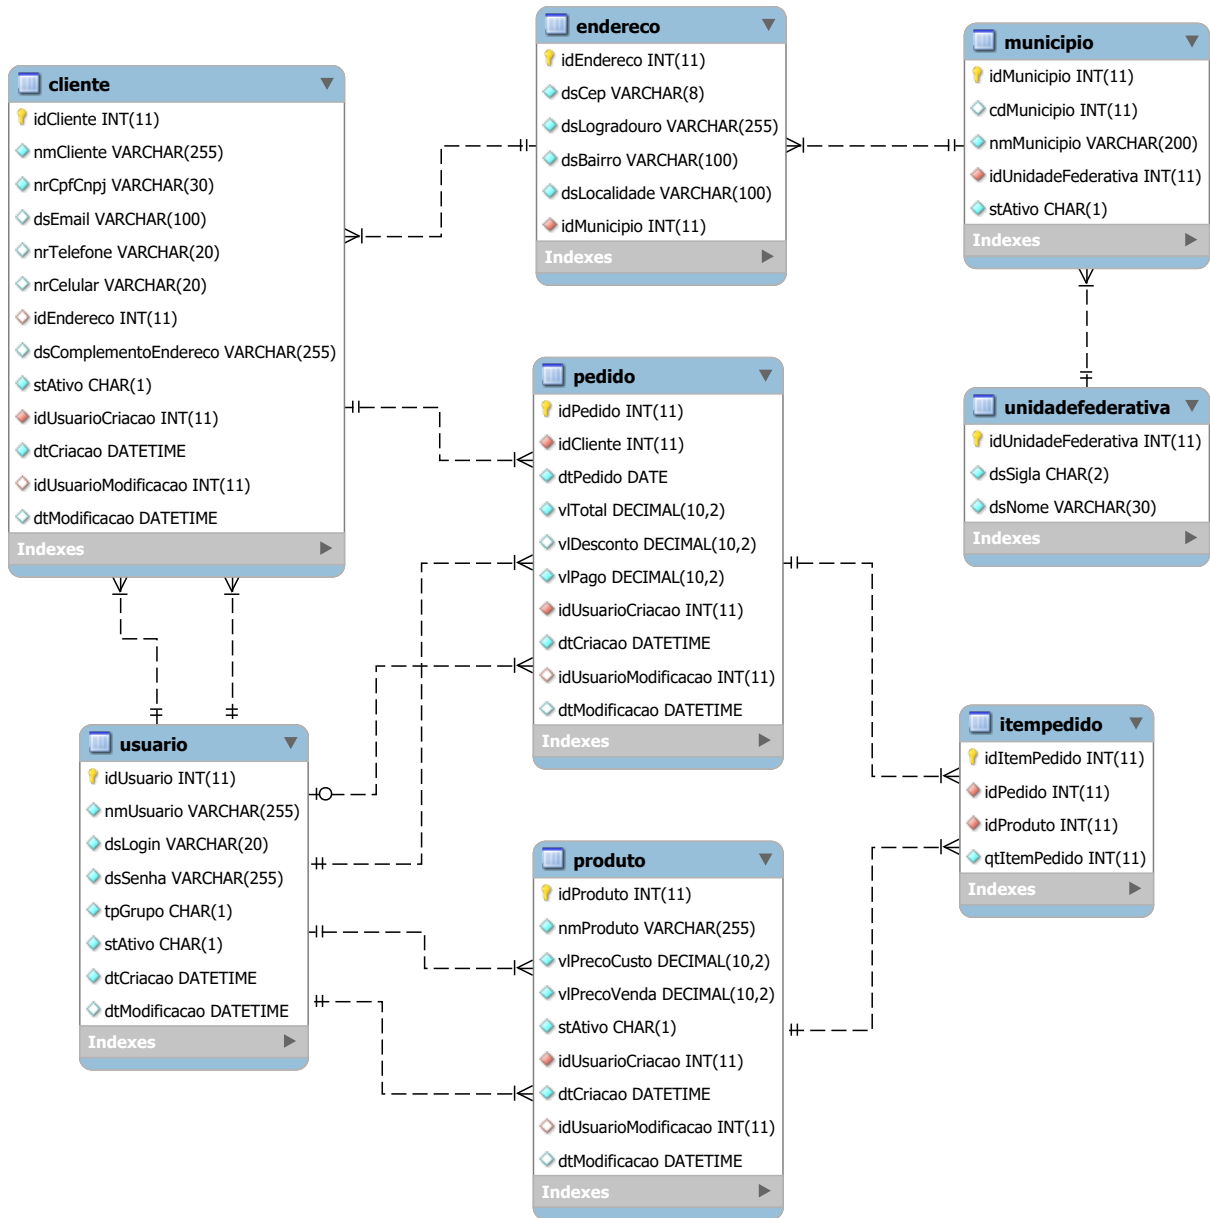 cliente
idCliente INT(11)
nmCliente VARCHAR(255)
nrCpfCnpj VARCHAR(30)
dsEmail VARCHAR(100)
nrTelefone VARCHAR(20)
nrCelular VARCHAR(20)
idEndereco INT(11)
dsComplementoEndereco VARCHAR(255)
stAtivo CHAR(1)
idUsuarioCriacao INT(11)
dtCriacao DATETIME
idUsuarioModificacao INT(11)
dtModificacao DATETIME
Indexes
endereco
idEndereco INT(11)
dsCep VARCHAR(8)
dsLogradouro VARCHAR(255)
dsBairro VARCHAR(100)
dsLocalidade VARCHAR(100)
idMunicipio INT(11)
Indexes
municipio
idMunicipio INT(11)
cdMunicipio INT(11)
nmMunicipio VARCHAR(200)
idUnidadeFederativa INT(11)
stAtivo CHAR(1)
Indexes
pedido
idPedido INT(11)
idCliente INT(11)
dtPedido DATE
vlTotal DECIMAL(10,2)
vlDesconto DECIMAL(10,2)
vlPago DECIMAL(10,2)
idUsuarioCriacao INT(11)
dtCriacao DATETIME
idUsuarioModificacao INT(11)
dtModificacao DATETIME
Indexes
unidadefederativa
idUnidadeFederativa INT(11)
dsSigla CHAR(2)
dsNome VARCHAR(30)
Indexes
usuario
idUsuario INT(11)
nmUsuario VARCHAR(255)
dsLogin VARCHAR(20)
dsSenha VARCHAR(255)
tpGrupo CHAR(1)
stAtivo CHAR(1)
dtCriacao DATETIME
dtModificacao DATETIME
Indexes
produto
idProduto INT(11)
nmProduto VARCHAR(255)
vlPrecoCusto DECIMAL(10,2)
vlPrecoVenda DECIMAL(10,2)
stAtivo CHAR(1)
idUsuarioCriacao INT(11)
dtCriacao DATETIME
idUsuarioModificacao INT(11)
dtModificacao DATETIME
Indexes
itempedido
idItemPedido INT(11)
idPedido INT(11)
idProduto INT(11)
qtItemPedido INT(11)
Indexes